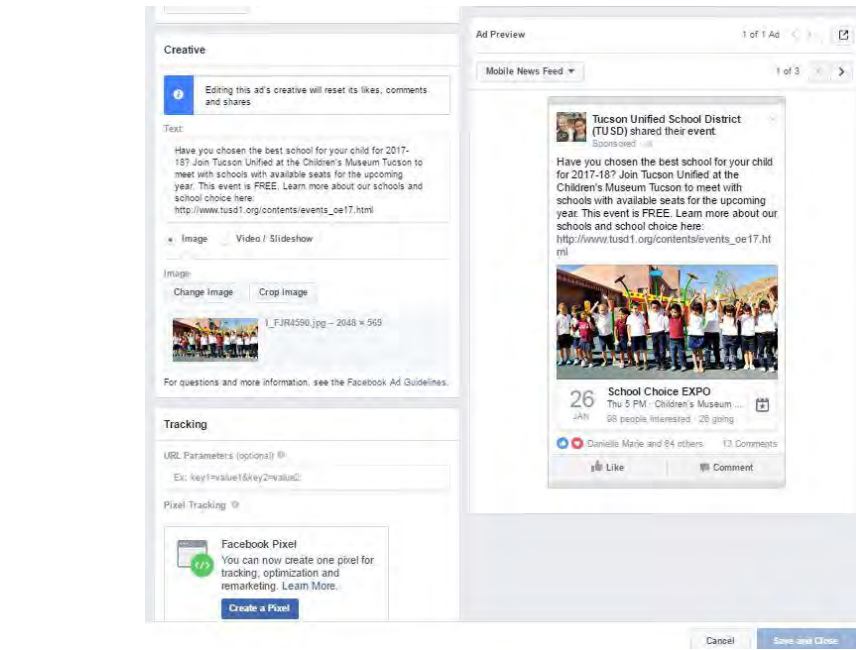 Creative
Editing this ad's creative will reset its likes, comments
and shares
Text
Have you chosen the best school for your child for 2017-
18? Join Tucson Unified at the Children's Museum Tucson to
meet with schools with available seats for the upcoming
year. This event is FREE. Learn more about our schools and
school choice here:
http://www.tusd1.org/contents/events_oe17.html
Image Video / Slideshow
Image
Change Image Crop Image
I_FJR4590.jpg – 2048 × 569
For questions and more information, see the Facebook Ad Guidelines.
Tracking
URL Parameters (optional)
Ex: key1=value1&key2=value2
Pixel Tracking
Facebook Pixel
You can now create one pixel for
tracking, optimization and
remarketing. Learn More.
Create a Pixel
Ad Preview 1 of 1 Ad
Mobile News Feed 1 of 3
Tucson Unified School District
(TUSD) shared their event
Sponsored
Have you chosen the best school for your child
for 2017-18? Join Tucson Unified at the
Children's Museum Tucson to meet with
schools with available seats for the upcoming
year. This event is FREE. Learn more about our
schools and school choice here:
http://www.tusd1.org/contents/events_oe17.ht
ml
26
JAN
School Choice EXPO
Thu 5 PM · Children's Museum ...
98 people interested · 26 going
Danielle Marie and 84 others 13 Comments
Like Comment
Cancel Save and Close